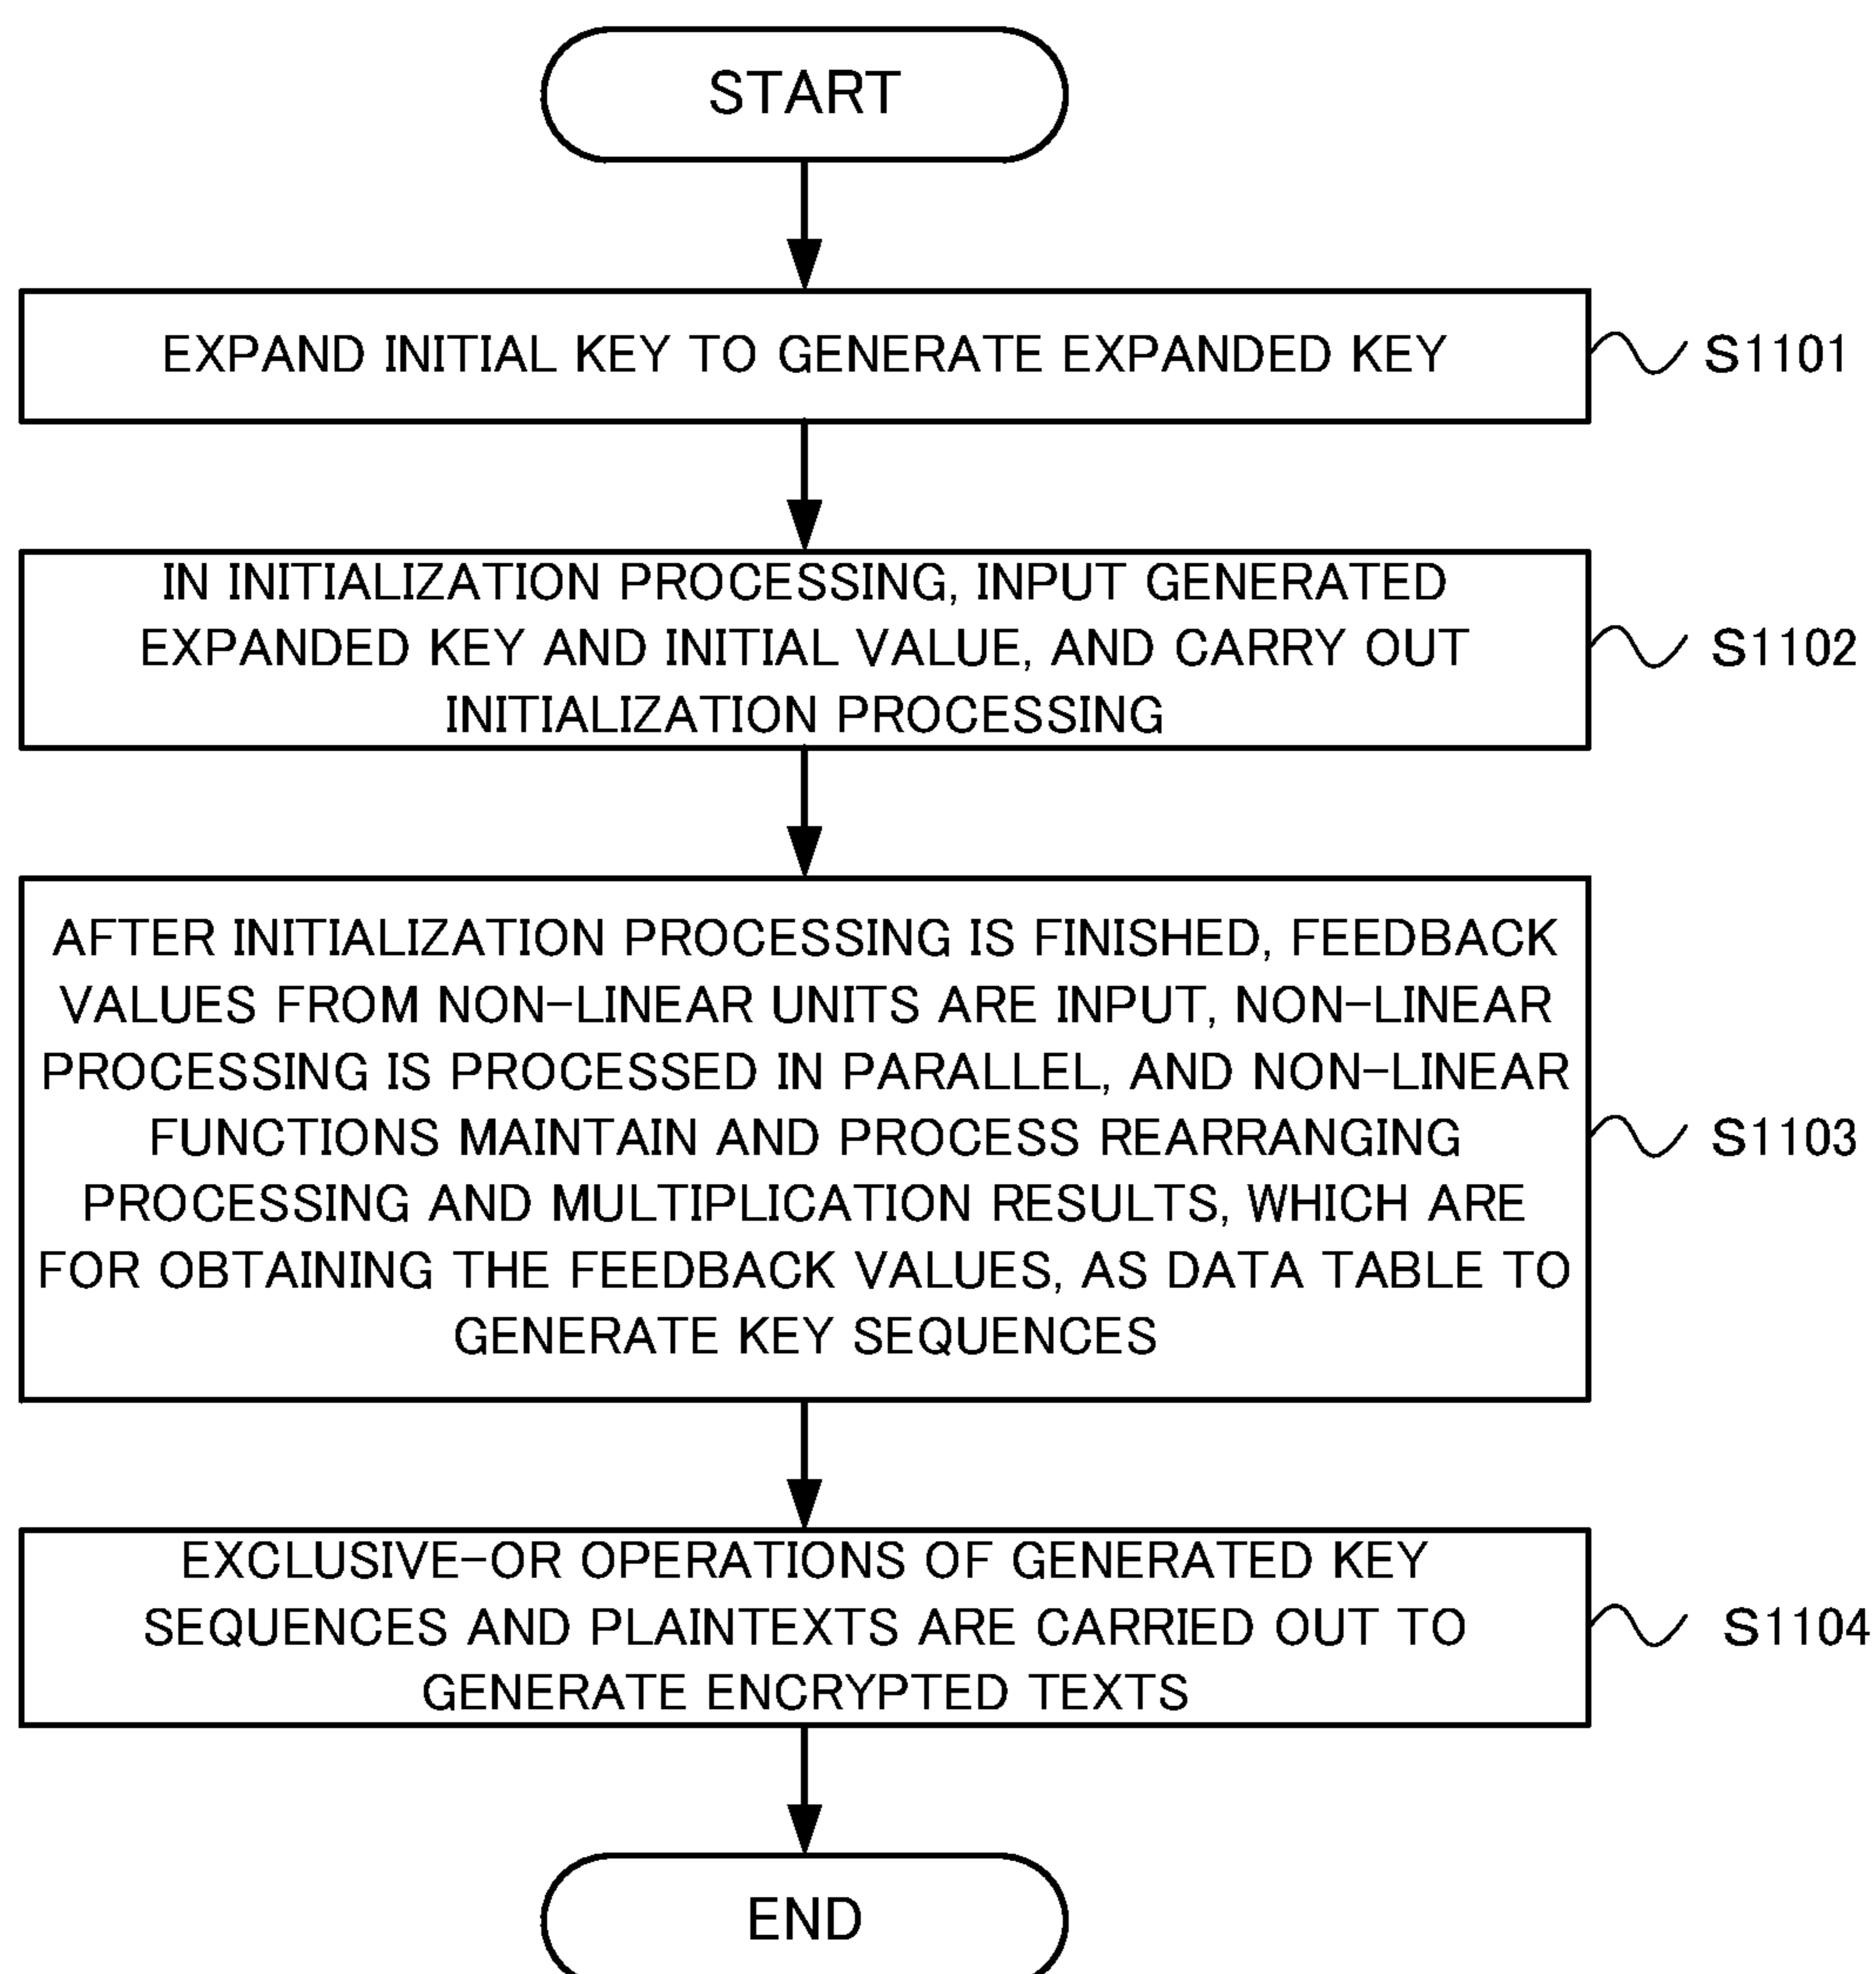 START
EXPAND INITIAL KEY TO GENERATE EXPANDED KEY
S1101
IN INITIALIZATION PROCESSING, INPUT GENERATED
EXPANDED KEY AND INITIAL VALUE, AND CARRY OUT
INITIALIZATION PROCESSING
S1102
AFTER INITIALIZATION PROCESSING IS FINISHED, FEEDBACK
VALUES FROM NON-LINEAR UNITS ARE INPUT, NON-LINEAR
PROCESSING IS PROCESSED IN PARALLEL, AND NON-LINEAR
FUNCTIONS MAINTAIN AND PROCESS REARRANGING
PROCESSING AND MULTIPLICATION RESULTS, WHICH ARE
FOR OBTAINING THE FEEDBACK VALUES, AS DATA TABLE TO
GENERATE KEY SEQUENCES
S1103
EXCLUSIVE-OR OPERATIONS OF GENERATED KEY
SEQUENCES AND PLAINTEXTS ARE CARRIED OUT TO
GENERATE ENCRYPTED TEXTS
S1104
END